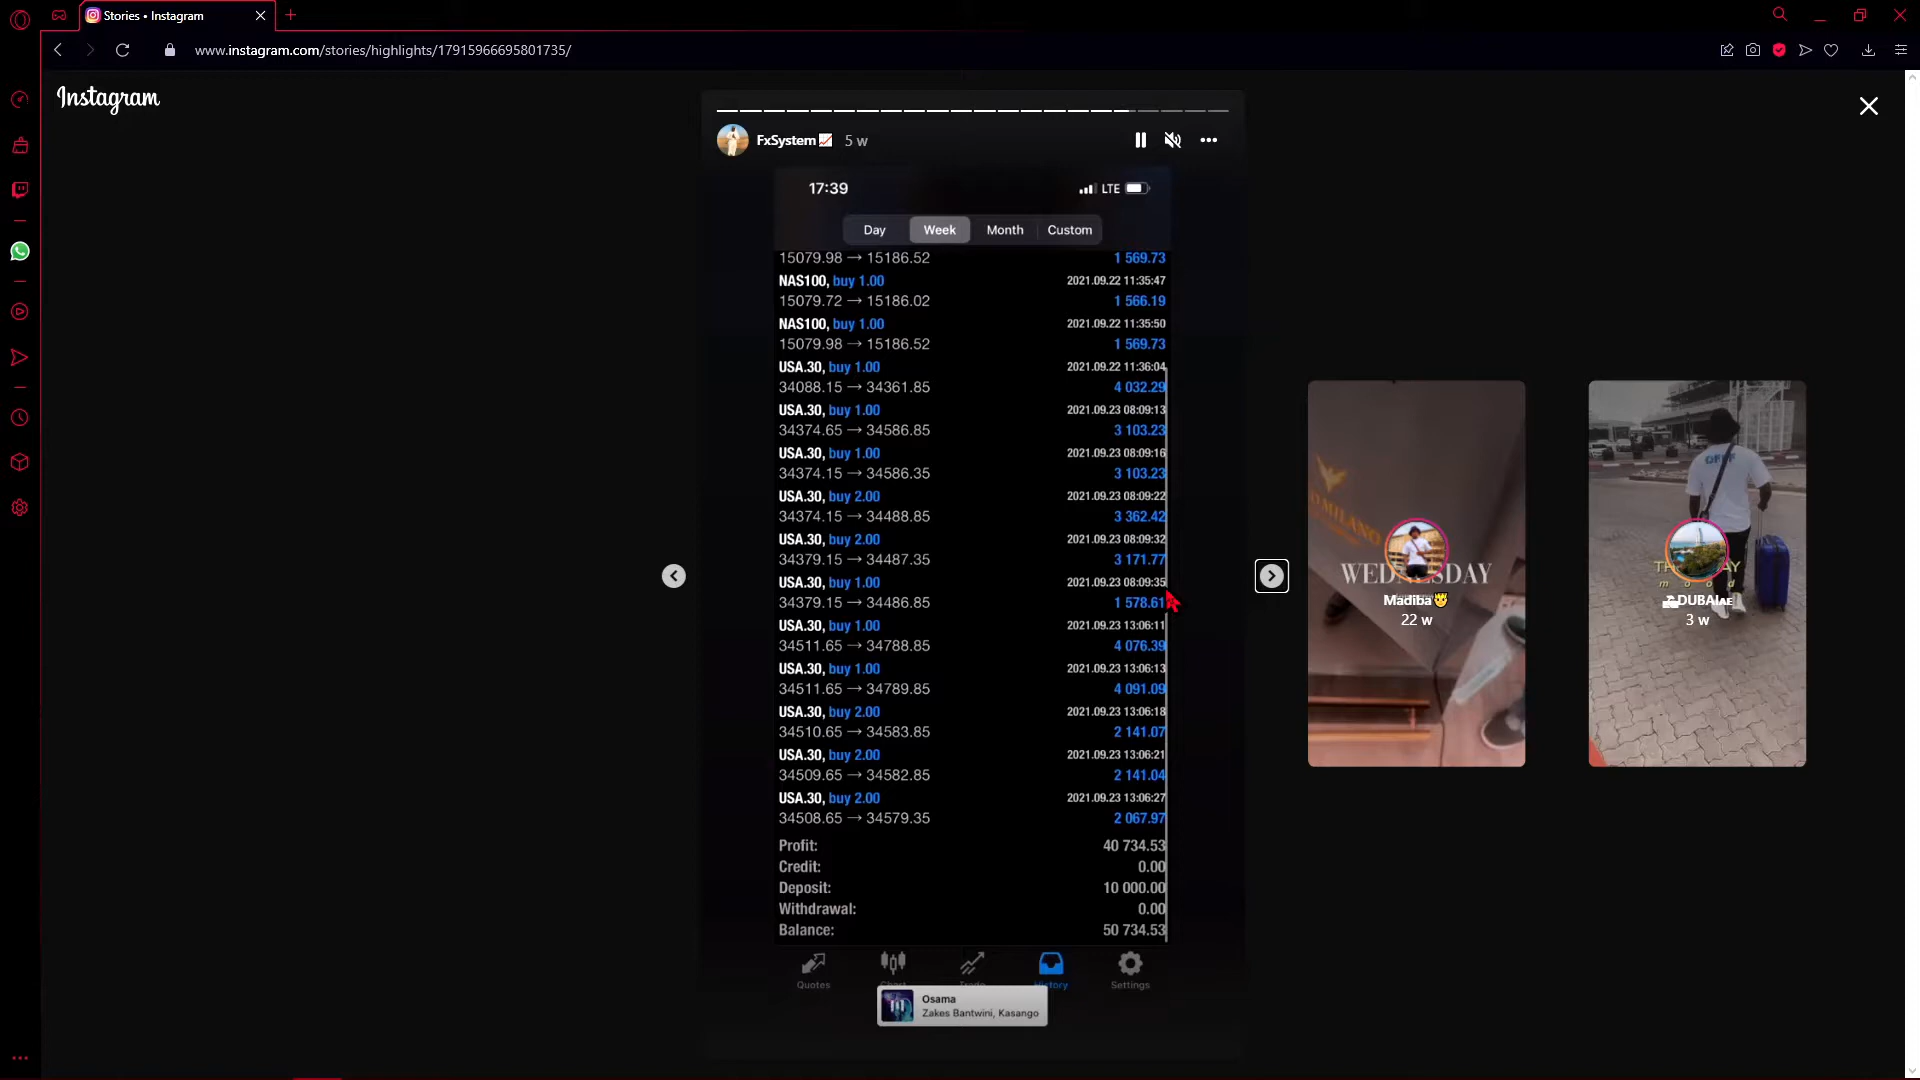 Stories • Instagram
www.instagram.com/stories/highlights/17915966695801735/
Instagram
FxSystem📈 5 w
17:39 LTE
Day Week Month Custom
15079.98 → 15186.52 1 569.73
NAS100, buy 1.00 2021.09.22 11:35:47
15079.72 → 15186.02 1 566.19
NAS100, buy 1.00 2021.09.22 11:35:50
15079.98 → 15186.52 1 569.73
USA.30, buy 1.00 2021.09.22 11:36:04
34088.15 → 34361.85 4 032.29
USA.30, buy 1.00 2021.09.23 08:09:13
34374.65 → 34586.85 3 103.23
USA.30, buy 1.00 2021.09.23 08:09:16
34374.15 → 34586.35 3 103.23
USA.30, buy 2.00 2021.09.23 08:09:22
34374.15 → 34488.85 3 362.42
USA.30, buy 2.00 2021.09.23 08:09:32
34379.15 → 34487.35 3 171.77
USA.30, buy 1.00 2021.09.23 08:09:35
34379.15 → 34486.85 1 578.61
USA.30, buy 1.00 2021.09.23 13:06:11
34511.65 → 34788.85 4 076.39
USA.30, buy 1.00 2021.09.23 13:06:13
34511.65 → 34789.85 4 091.09
USA.30, buy 2.00 2021.09.23 13:06:18
34510.65 → 34583.85 2 141.07
USA.30, buy 2.00 2021.09.23 13:06:21
34509.65 → 34582.85 2 141.04
USA.30, buy 2.00 2021.09.23 13:06:27
34508.65 → 34579.35 2 067.97
Profit: 40 734.53
Credit: 0.00
Deposit: 10 000.00
Withdrawal: 0.00
Balance: 50 734.53
Quotes Chart Trade History Settings
Osama
Zakes Bantwini, Kasango
MILANO
WEDNESDAY
Madiba
22 w
mood
DUBAI
3 w